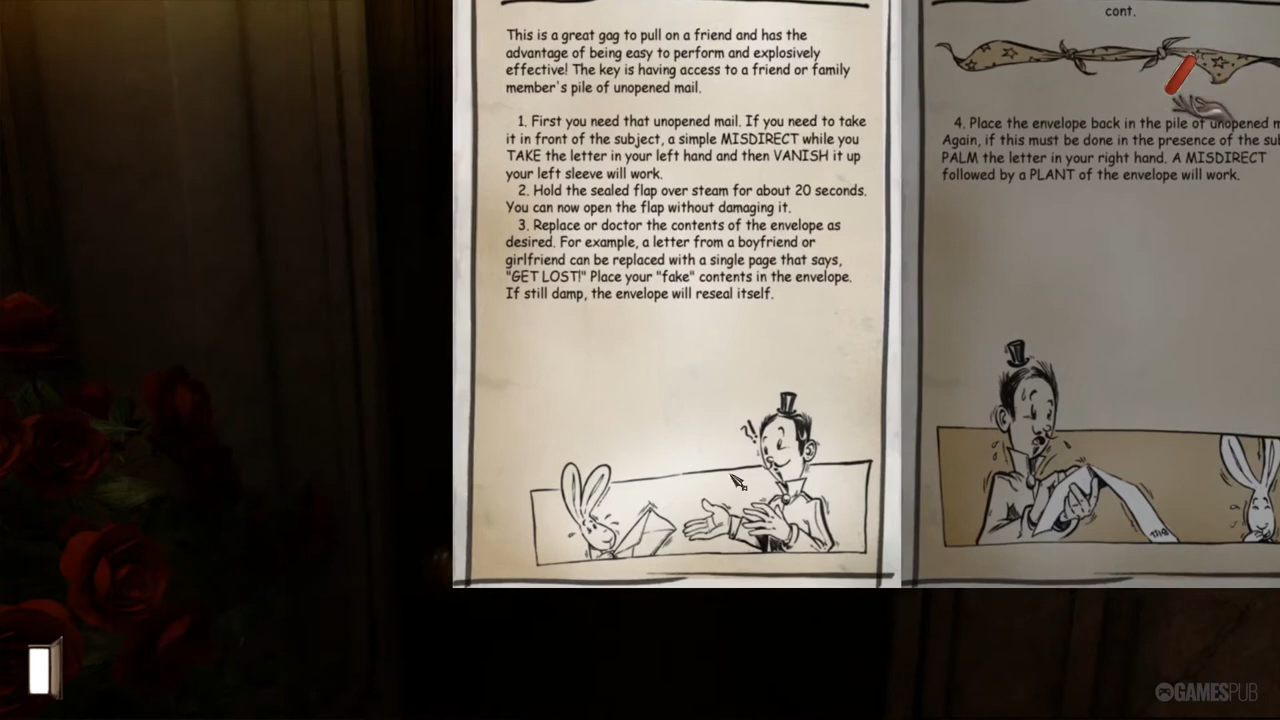 This is a great gag to pull on a friend and has the
advantage of being easy to perform and explosively
effective! The key is having access to a friend or family
member's pile of unopened mail.
1. First you need that unopened mail. If you need to take
it in front of the subject, a simple MISDIRECT while you
TAKE the letter in your left hand and then VANISH it up
your left sleeve will work.
2. Hold the sealed flap over steam for about 20 seconds.
You can now open the flap without damaging it.
3. Replace or doctor the contents of the envelope as
desired. For example, a letter from a boyfriend or
girlfriend can be replaced with a single page that says,
"GET LOST!" Place your "fake" contents in the envelope.
If still damp, the envelope will reseal itself.
cont.
4. Place the envelope back in the pile of unopened m
Again, if this must be done in the presence of the su
PALM the letter in your right hand. A MISDIRECT
followed by a PLANT of the envelope will work.
GAMESPUB